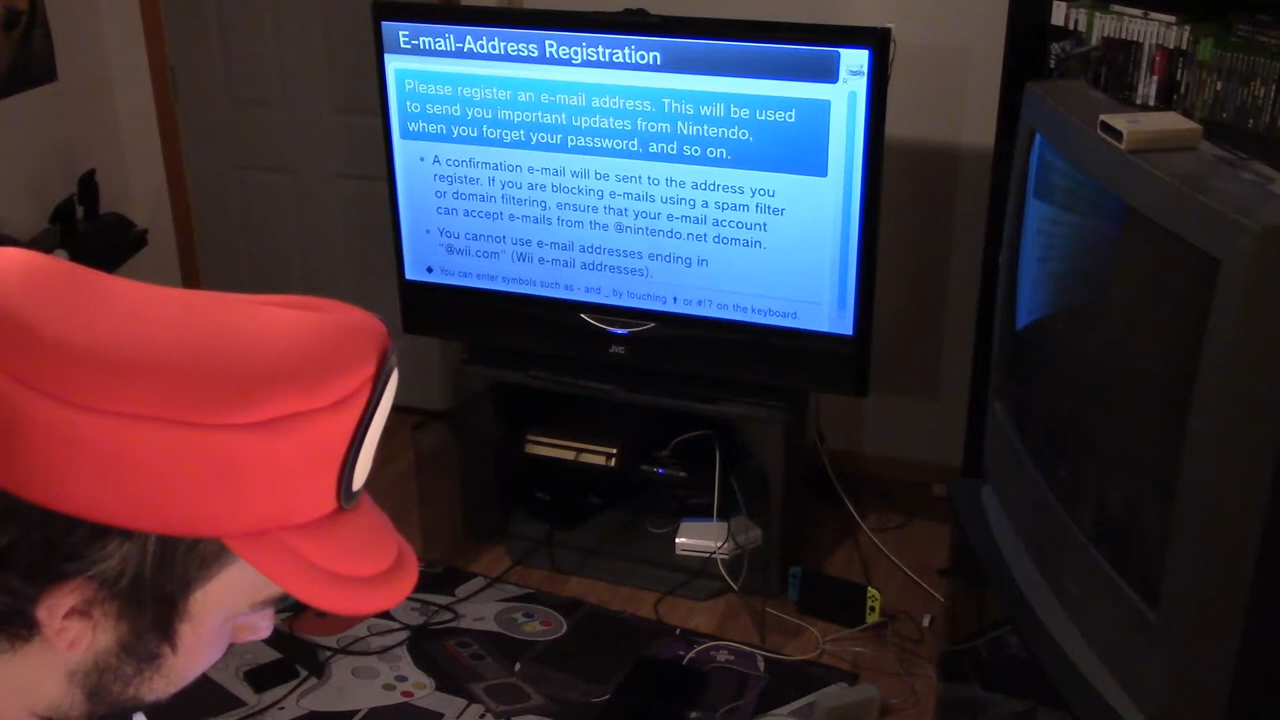 E-mail-Address Registration
R
Please register an e-mail address. This will be used
to send you important updates from Nintendo,
when you forget your password, and so on.
• A confirmation e-mail will be sent to the address you
register. If you are blocking e-mails using a spam filter
or domain filtering, ensure that your e-mail account
can accept e-mails from the @nintendo.net domain.
• You cannot use e-mail addresses ending in
"@wii.com" (Wii e-mail addresses).
◆ You can enter symbols such as - and _ by touching ⬆ or #!? on the keyboard.
JVC